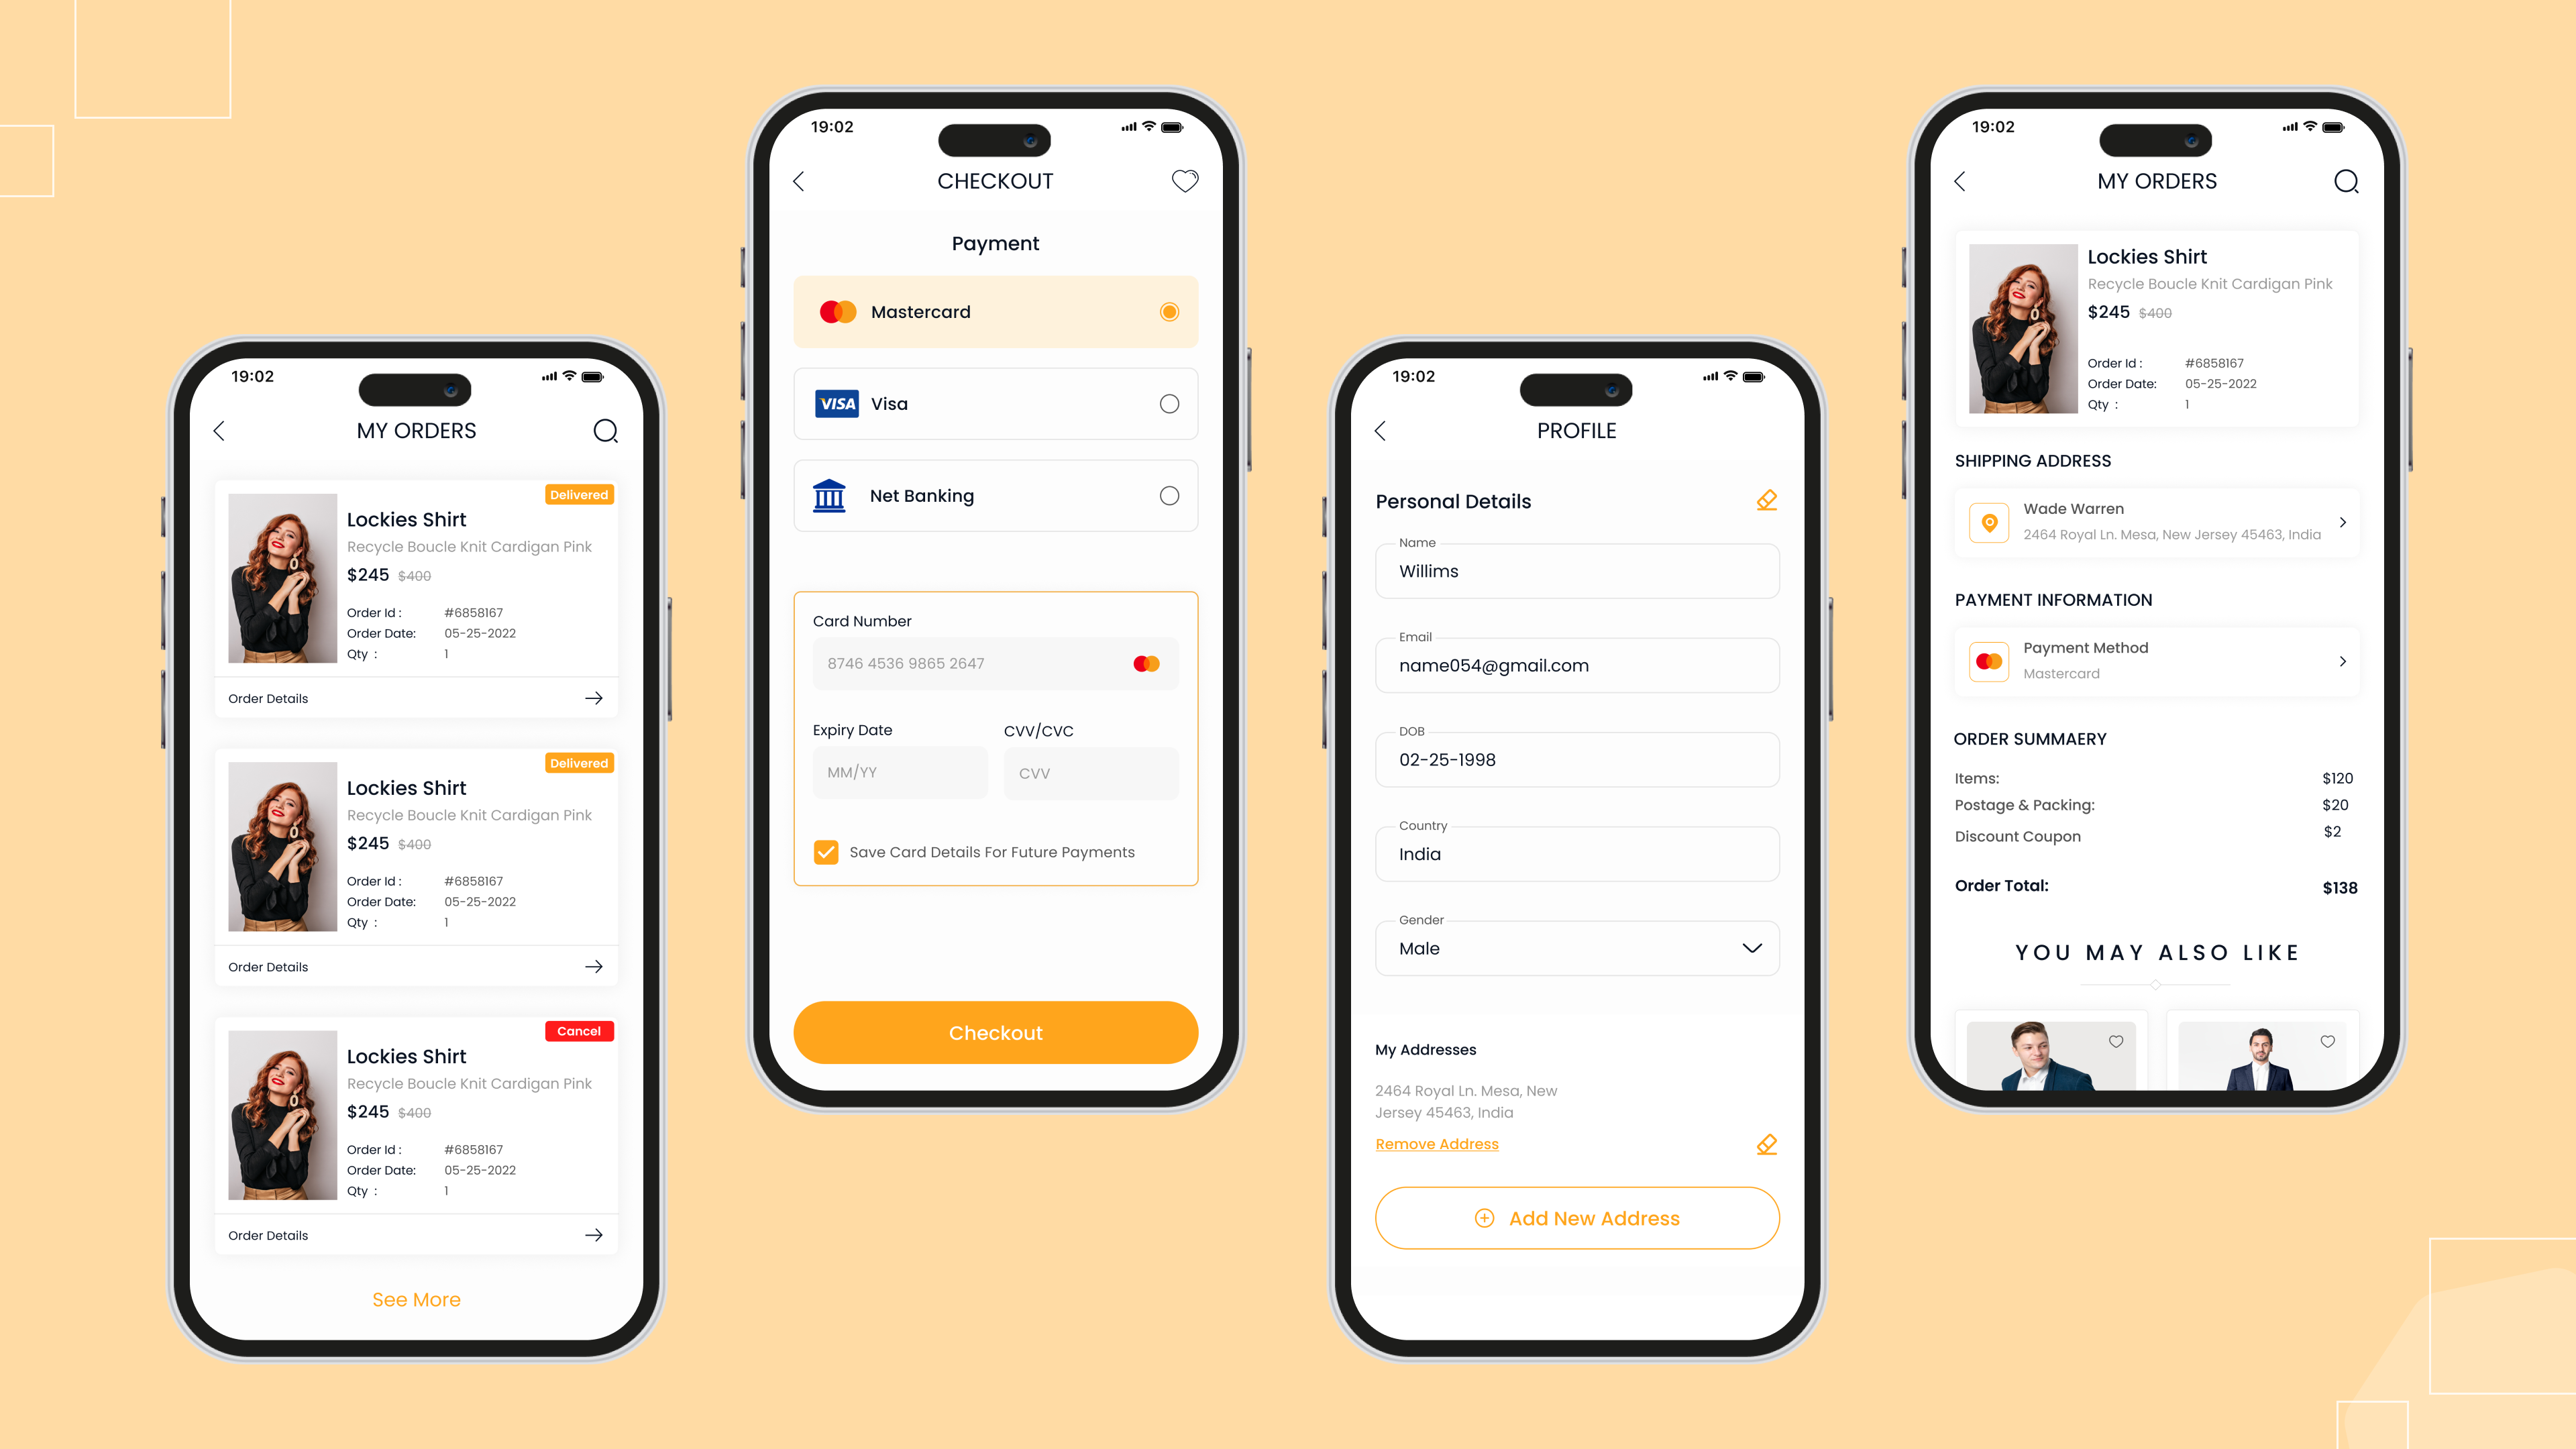 19:02
MY ORDERS
Delivered
Lockies Shirt
Recycle Boucle Knit Cardigan Pink
$245 $400
Order Id : #6858167
Order Date: 05-25-2022
Qty : 1
Order Details
Delivered
Lockies Shirt
Recycle Boucle Knit Cardigan Pink
$245 $400
Order Id : #6858167
Order Date: 05-25-2022
Qty : 1
Order Details
Cancel
Lockies Shirt
Recycle Boucle Knit Cardigan Pink
$245 $400
Order Id : #6858167
Order Date: 05-25-2022
Qty : 1
Order Details
See More
19:02
CHECKOUT
Payment
Mastercard
VISA Visa
Net Banking
Card Number
8746 4536 9865 2647
Expiry Date CVV/CVC
MM/YY CVV
Save Card Details For Future Payments
Checkout
19:02
PROFILE
Personal Details
Name
Willims
Email
name054@gmail.com
DOB
02-25-1998
Country
India
Gender
Male
My Addresses
2464 Royal Ln. Mesa, New
Jersey 45463, India
Remove Address
Add New Address
19:02
MY ORDERS
Lockies Shirt
Recycle Boucle Knit Cardigan Pink
$245 $400
Order Id : #6858167
Order Date: 05-25-2022
Qty : 1
SHIPPING ADDRESS
Wade Warren
2464 Royal Ln. Mesa, New Jersey 45463, India
PAYMENT INFORMATION
Payment Method
Mastercard
ORDER SUMMAERY
Items: $120
Postage & Packing: $20
Discount Coupon $2
Order Total: $138
YOU MAY ALSO LIKE